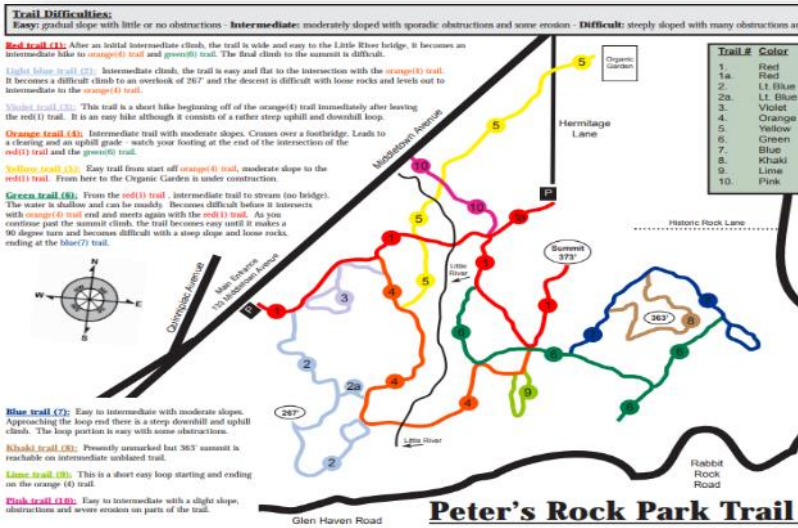 Trail Difficulties:
Easy: gradual slope with little or no obstructions - Intermediate: moderately sloped with sporadic obstructions and some erosion - Difficult: steeply sloped with many obstructions
Red trail (1): After an initial intermediate climb, the trail is wide and easy to the Little River bridge, it becomes an
intermediate hike to orange(4) trail and green(6) trail. The final climb to the summit is difficult.
Light blue trail (2): Intermediate climb, the trail is easy and flat to the intersection with the orange(4) trail.
It becomes a difficult climb to an overlook of 267' and the descent is difficult with loose rocks and levels out to
intermediate to the orange(4) trail.
Violet trail (3): This trail is a short hike beginning off of the orange(4) trail immediately after leaving
the red(1) trail. It is an easy hike although it consists of a rather steep uphill and downhill loop.
Orange trail (4): Intermediate trail with moderate slopes. Crosses over a footbridge. Leads to
a clearing and an uphill grade - watch your footing at the end of the intersection of the
red(1) trail and the green(6) trail.
Yellow trail (5): Easy trail from start off orange(4) trail, moderate slope to the
red(1) trail. From here to the Organic Garden is under construction.
Green trail (6): From the red(1) trail, intermediate trail to stream (no bridge).
The water is shallow and can be muddy. Becomes difficult before it intersects
with orange(4) trail end and meets again with the red(1) trail. As you
continue past the summit climb, the trail becomes easy until it makes a
90 degree turn and becomes difficult with a steep slope and loose rocks,
ending at the blue(7) trail.
Trail # Color
1. Red
1a. Red
2. Lt. Blue
2a. Lt. Blue
3. Violet
4. Orange
5. Yellow
6. Green
7. Blue
8. Khaki
9. Lime
10. Pink
Organic
Garden
5
5
Hermitage
Lane
Middletown Avenue
10
P
10
5
Historic Rock Lane
1
Summit
373'
Little
River
1
5
N
W
E
S
Quinnipiac Avenue
Main Entrance
133 Middletown Avenue
P
1
3
4
1
7
363'
8
7
6
6
6
2
2a
4
9
4
6
267'
2
Little River
Blue trail (7): Easy to intermediate with moderate slopes.
Approaching the loop end there is a steep downhill and uphill
climb. The loop portion is easy with some obstructions.
Khaki trail (8): Presently unmarked but 363' summit is
reachable on intermediate unblazed trail.
Lime trail (9): This is a short easy loop starting and ending
on the orange (4) trail.
Pink trail (10): Easy to intermediate with a slight slope,
obstructions and severe erosion on parts of the trail.
Rabbit
Rock
Road
Glen Haven Road
Peter's Rock Park Trail